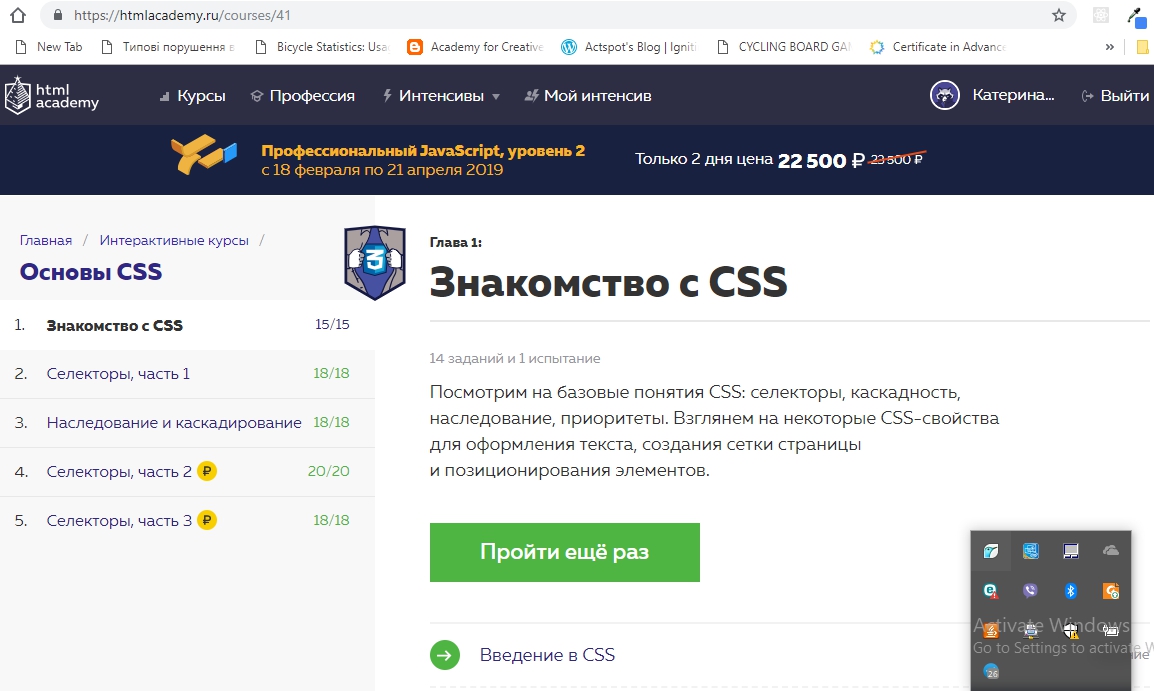 https://htmlacademy.ru/courses/41
New Tab
Типові порушення в
Bicycle Statistics: Usa
Academy for Creative
Actspot's Blog | Igniti
CYCLING BOARD GAM
Certificate in Advance
»
html academy
Курсы
Профессия
Интенсивы
Мой интенсив
Катерина...
Выйти
Профессиональный JavaScript, уровень 2
с 18 февраля по 21 апреля 2019
Только 2 дня цена 22 500 ₽ 23 500 ₽
Главная / Интерактивные курсы /
Основы CSS
1. Знакомство с CSS 15/15
2. Селекторы, часть 1 18/18
3. Наследование и каскадирование 18/18
4. Селекторы, часть 2 ₽ 20/20
5. Селекторы, часть 3 ₽ 18/18
3
Глава 1:
Знакомство с CSS
14 заданий и 1 испытание
Посмотрим на базовые понятия CSS: селекторы, каскадность,
наследование, приоритеты. Взглянем на некоторые CSS-свойства
для оформления текста, создания сетки страницы
и позиционирования элементов.
Пройти ещё раз
Введение в CSS
Activate Windows
Go to Settings to activate W
26